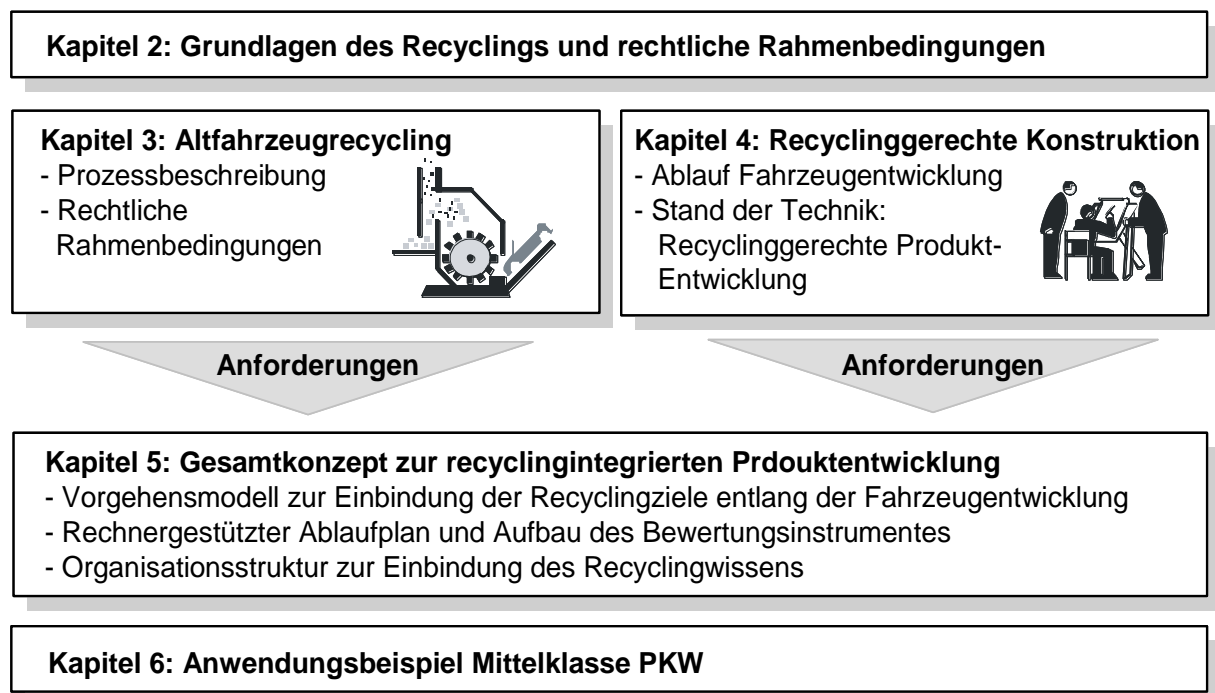 Kapitel 2: Grundlagen des Recyclings und rechtliche Rahmenbedingungen
Kapitel 3: Altfahrzeugrecycling
- Prozessbeschreibung
- Rechtliche
Rahmenbedingungen
Kapitel 4: Recyclinggerechte Konstruktion
- Ablauf Fahrzeugentwicklung
- Stand der Technik:
Recyclinggerechte Produkt-
Entwicklung
Anforderungen
Anforderungen
Kapitel 5: Gesamtkonzept zur recyclingintegrierten Prdouktentwicklung
- Vorgehensmodell zur Einbindung der Recyclingziele entlang der Fahrzeugentwicklung
- Rechnergestützter Ablaufplan und Aufbau des Bewertungsinstrumentes
- Organisationsstruktur zur Einbindung des Recyclingwissens
Kapitel 6: Anwendungsbeispiel Mittelklasse PKW